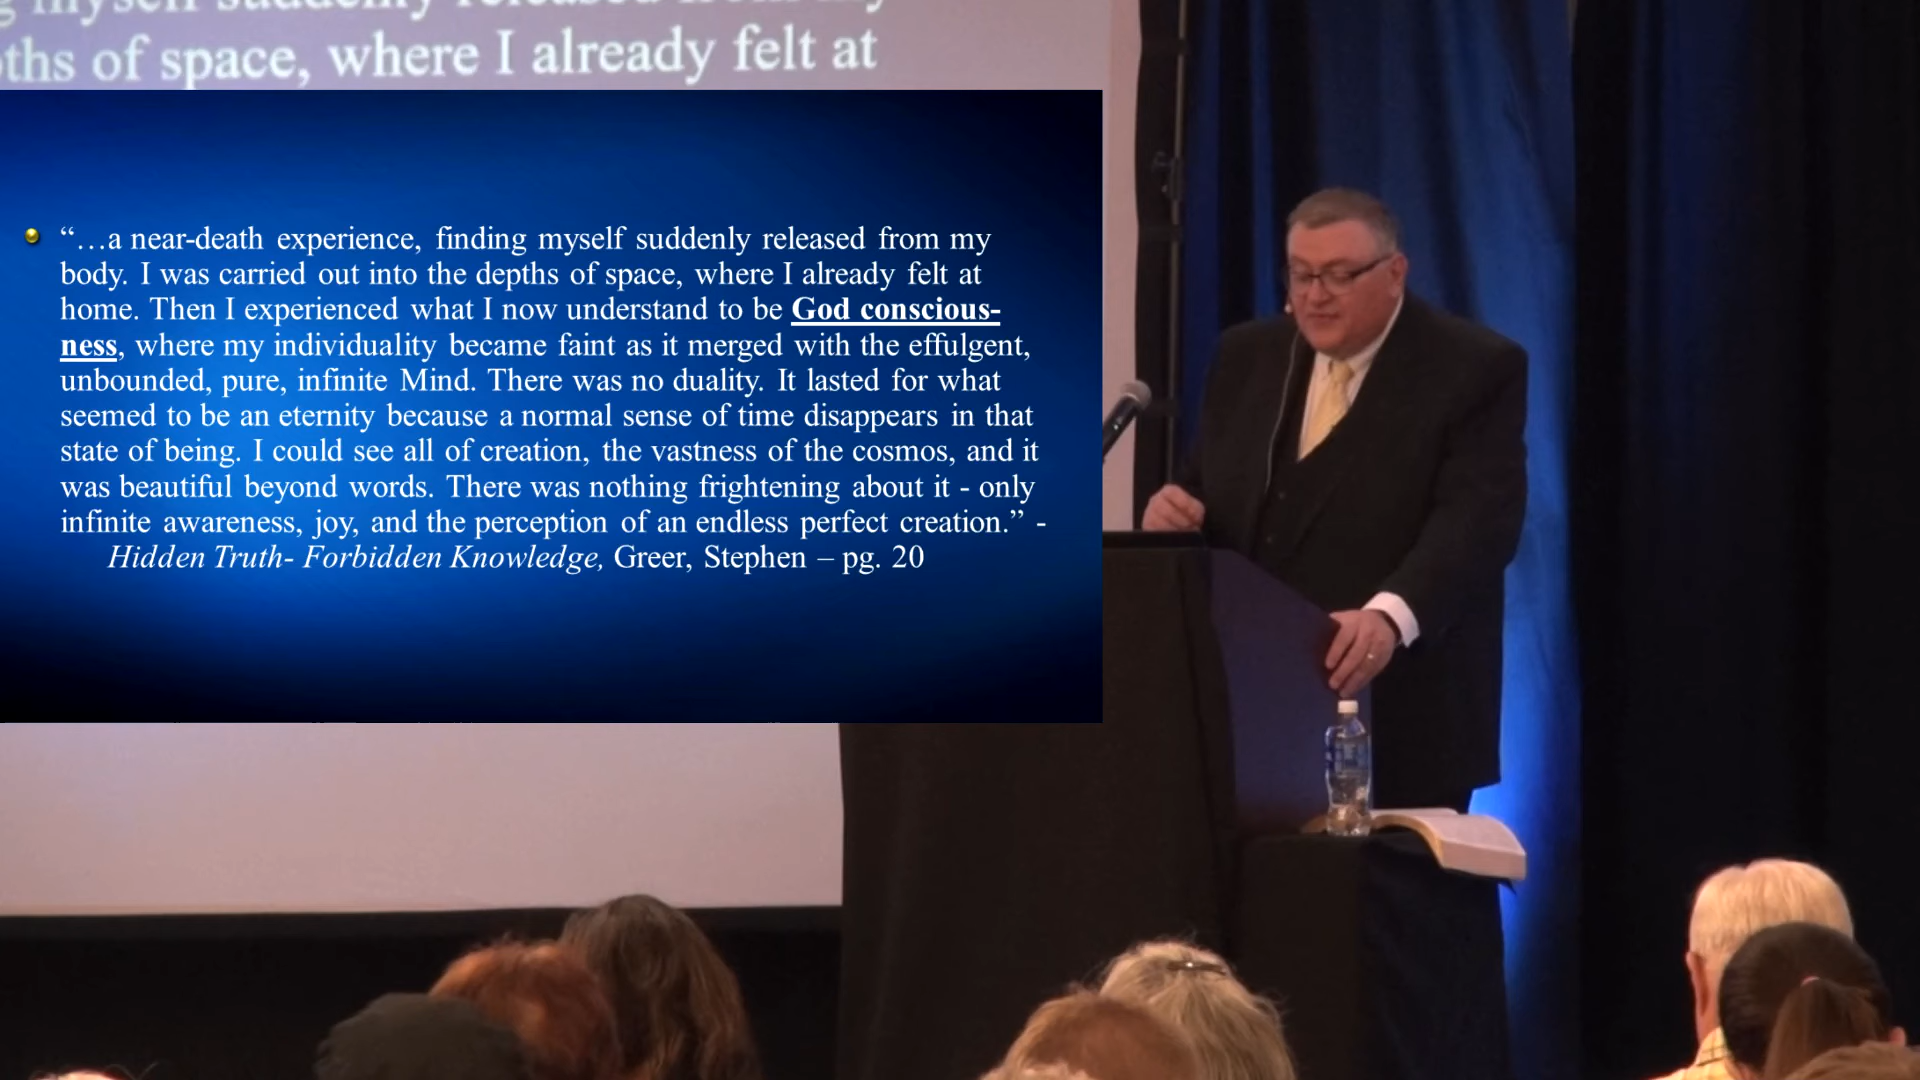 myself suddenly released from my
of space, where I already felt at
“…a near-death experience, finding myself suddenly released from my
body. I was carried out into the depths of space, where I already felt at
home. Then I experienced what I now understand to be God conscious-
ness, where my individuality became faint as it merged with the effulgent,
unbounded, pure, infinite Mind. There was no duality. It lasted for what
seemed to be an eternity because a normal sense of time disappears in that
state of being. I could see all of creation, the vastness of the cosmos, and it
was beautiful beyond words. There was nothing frightening about it - only
infinite awareness, joy, and the perception of an endless perfect creation.” -
Hidden Truth- Forbidden Knowledge, Greer, Stephen – pg. 20